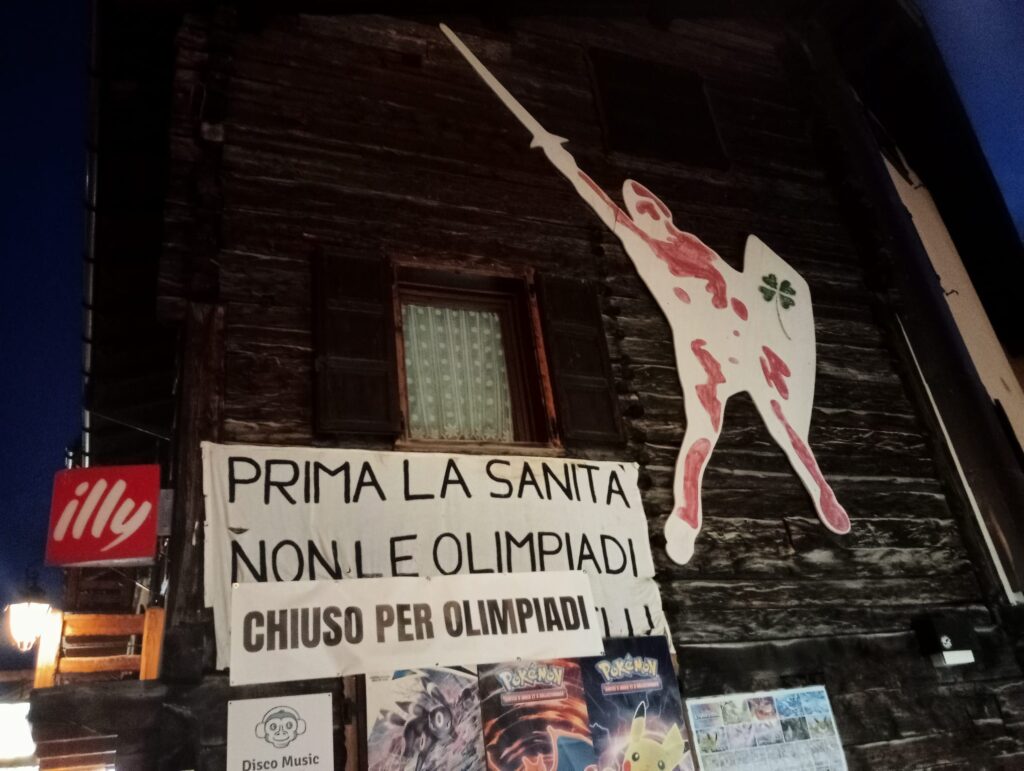 PRIMA LA SANITÀ
NON LE OLIMPIADI
CHIUSO PER OLIMPIADI
illy
Disco Music
POKÉMON
POKÉMON